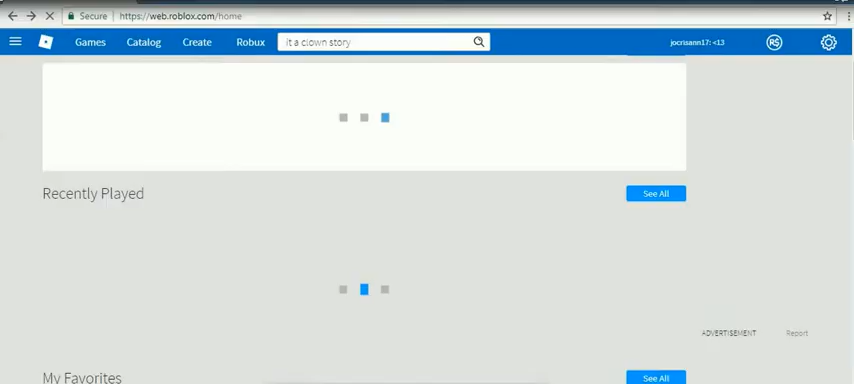 Secure https://web.roblox.com/home
Games Catalog Create Robux it a clown story jocrisann17: <13 R$
Recently Played See All
ADVERTISEMENT Report
My Favorites See All